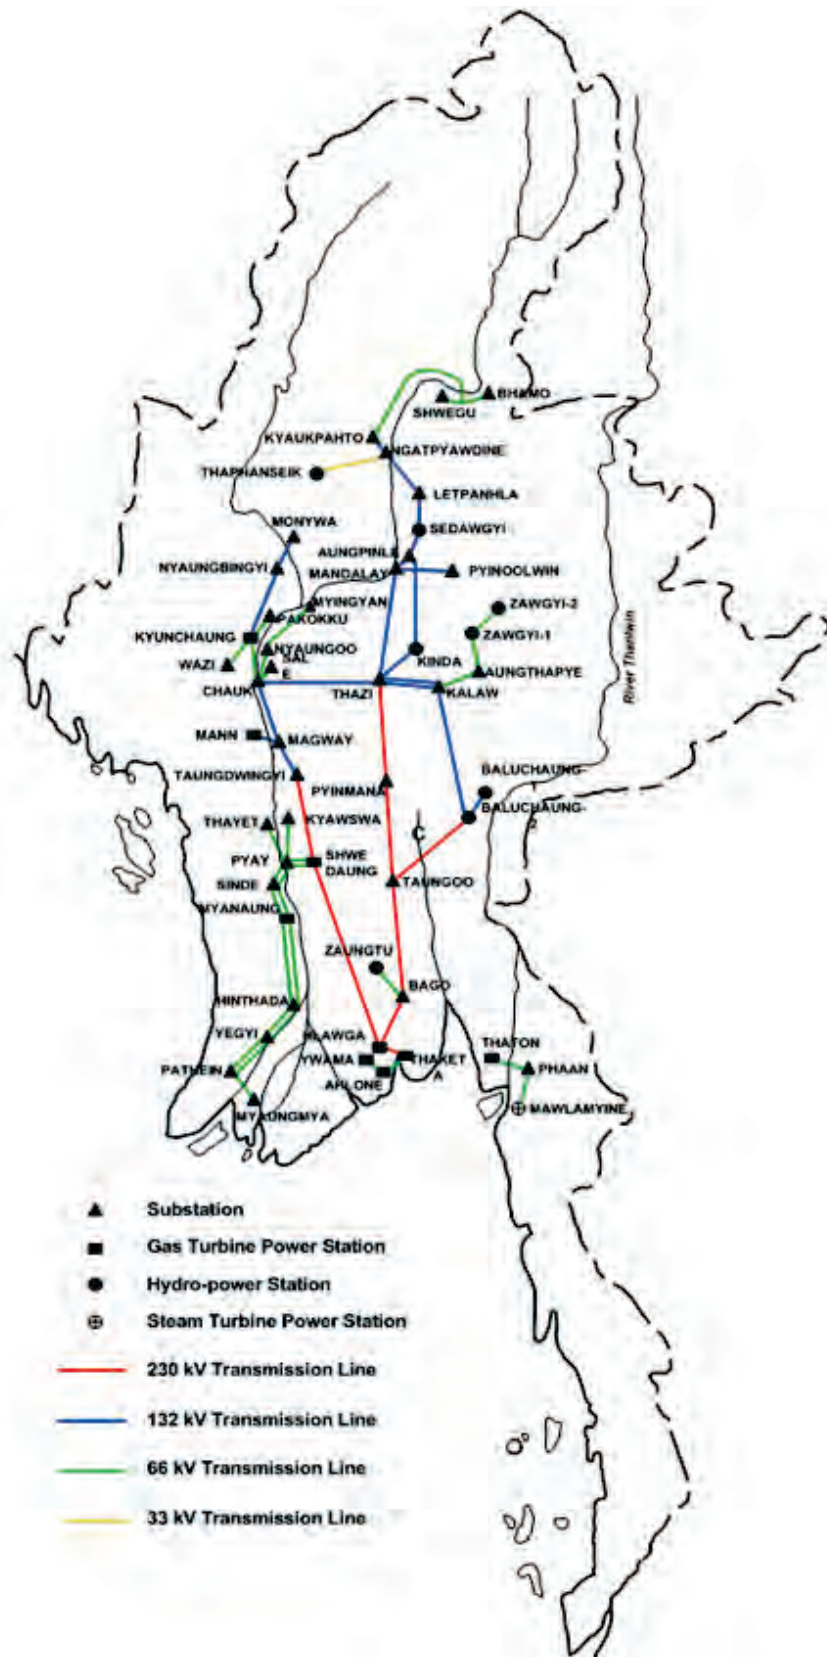 BHAMO
SHWEGU
KYAUKPAHTO
NGATPYAWDINE
THAPHANSEIK
LETPANHLA
MONYWA
SEDAWGYI
AUNGPINLE
NYAUNGBINGYI
MANDALAY
PYINOOLWIN
MYINGYAN
ZAWGYI-2
PAKOKKU
KYUNCHAUNG
ZAWGYI-1
NYAUNGOO
KINDA
WAZI
SAL
E
AUNGTHAPYE
CHAUK
THAZI
KALAW
River Thanlwin
MANN
MAGWAY
TAUNGDWINGYI
PYINMANA
BALUCHAUNG-
1
BALUCHAUNG-
2
THAYET
KYAWSWA
C
PYAY
SHWE
DAUNG
SINDE
TAUNGOO
MYANAUNG
ZAUNGTU
BAGO
HINTHADA
YEGYI
HLAWGA
THATON
YWAMA
THAKET
A
PATHEIN
PHAAN
AHLONE
MYAUNGMYA
MAWLAMYINE
Substation
Gas Turbine Power Station
Hydro-power Station
Steam Turbine Power Station
230 kV Transmission Line
132 kV Transmission Line
66 kV Transmission Line
33 kV Transmission Line